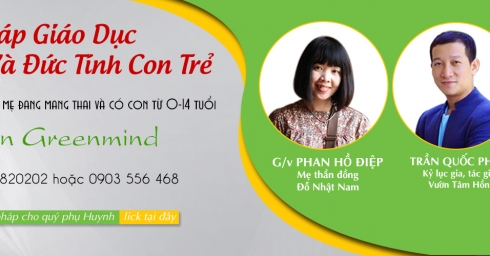 áp Giáo Dục
Và Đức Tính Con Trẻ
MẸ ĐANG MANG THAI VÀ CÓ CON TỪ 0-14 TUỔI
n Greenmind
820202 hoặc 0903 556 468
háp cho quý phụ Huynh lick tại đây
G/v PHAN HỒ ĐIỆP
Mẹ thần đồng
Đỗ Nhật Nam
TRẦN QUỐC PH
Kỷ lục gia, tác gi
Vườn Tâm Hồn